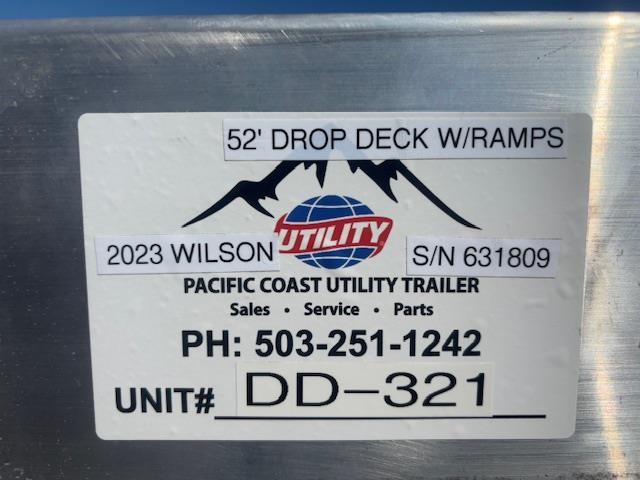 52' DROP DECK W/RAMPS
UTILITY
2023 WILSON
S/N 631809
PACIFIC COAST UTILITY TRAILER
Sales • Service • Parts
PH: 503-251-1242
UNIT# DD-321